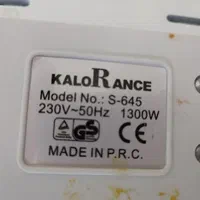 KALORANCE
Model No.: S-645
230V~50Hz 1300W
CE GS
MADE IN P.R.C.